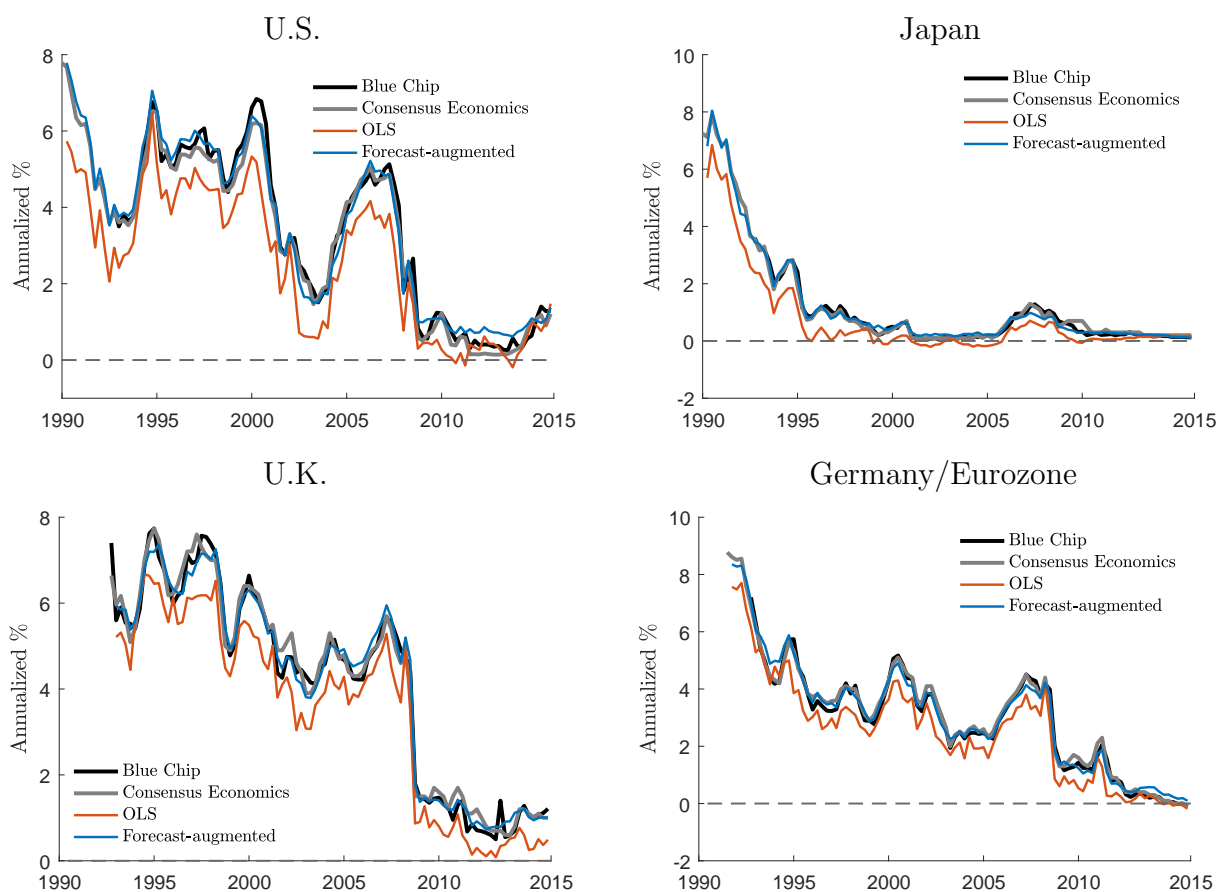 U.S.
Annualized %
8
6
4
2
0
1990 1995 2000 2005 2010 2015
Blue Chip
Consensus Economics
OLS
Forecast-augmented
Japan
Annualized %
10
8
6
4
2
0
-2
1990 1995 2000 2005 2010 2015
Blue Chip
Consensus Economics
OLS
Forecast-augmented
U.K.
Annualized %
8
6
4
2
0
1990 1995 2000 2005 2010 2015
Blue Chip
Consensus Economics
OLS
Forecast-augmented
Germany/Eurozone
Annualized %
10
8
6
4
2
0
-2
1990 1995 2000 2005 2010 2015
Blue Chip
Consensus Economics
OLS
Forecast-augmented